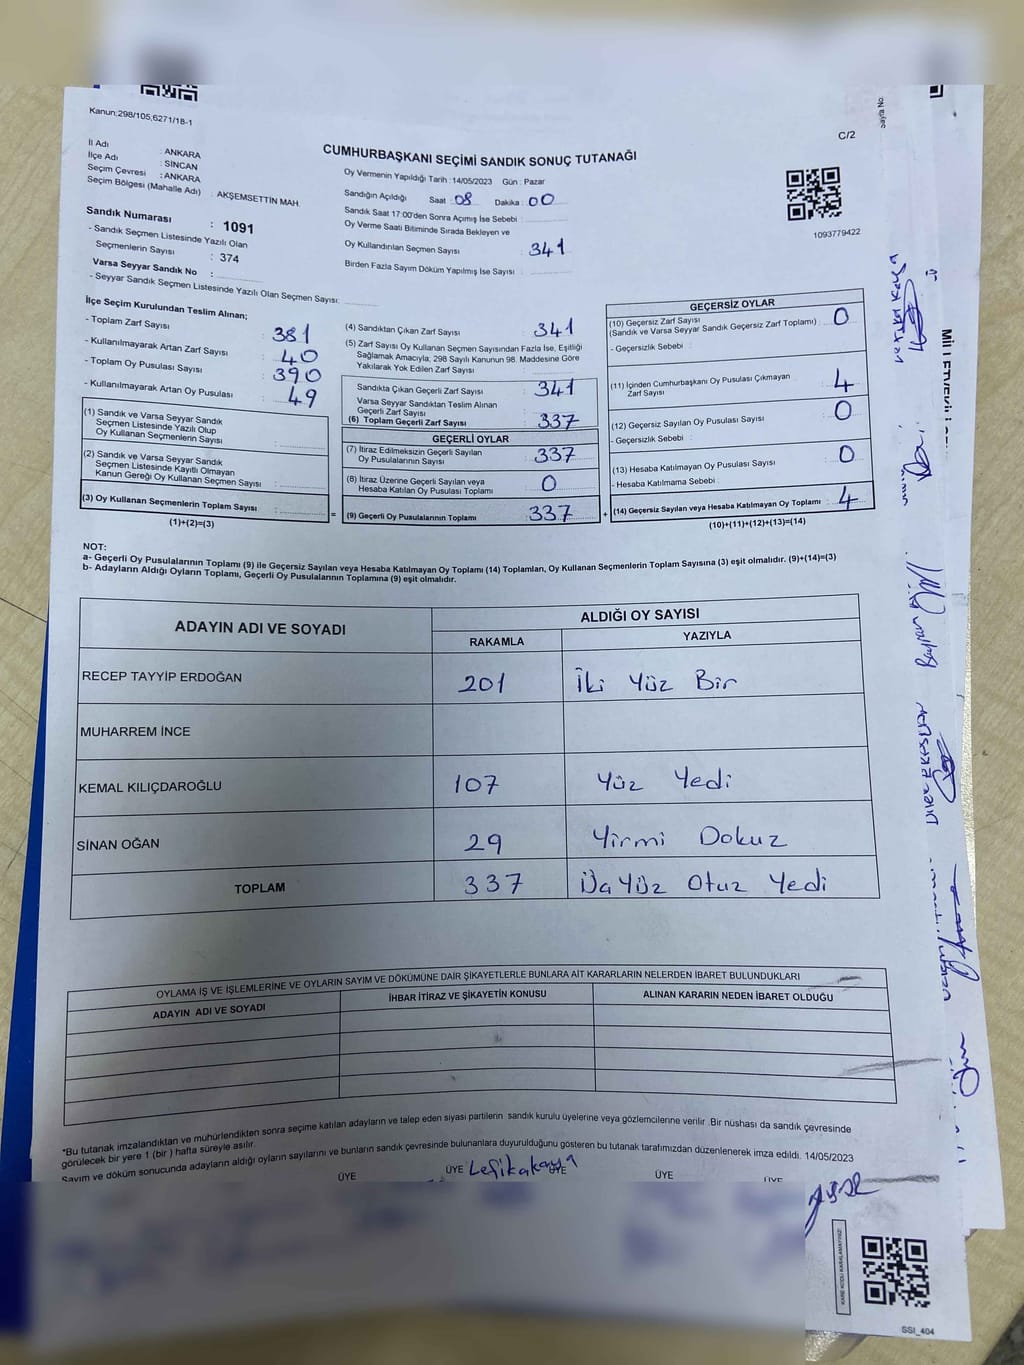 Kanun:298/105,6271/18-1
Sayfa No:
C/2
CUMHURBAŞKANI SEÇİMİ SANDIK SONUÇ TUTANAĞI
İl Adı : ANKARA
İlçe Adı : SİNCAN
Seçim Çevresi : ANKARA
Seçim Bölgesi (Mahalle Adı) : AKŞEMSETTİN MAH.
Sandık Numarası : 1091
- Sandık Seçmen Listesinde Yazılı Olan
Seçmenlerin Sayısı : 374
Varsa Seyyar Sandık No :
- Seyyar Sandık Seçmen Listesinde Yazılı Olan Seçmen Sayısı:
Oy Vermenin Yapıldığı Tarih :14/05/2023 Gün : Pazar
Sandığın Açıldığı Saat : 08 Dakika : 00
Sandık Saat 17:00'den Sonra Açımış İse Sebebi :
Oy Verme Saati Bitiminde Sırada Bekleyen ve
Oy Kullandırılan Seçmen Sayısı : 341
Birden Fazla Sayım Döküm Yapılmış İse Sayısı :
1093779422
İlçe Seçim Kurulundan Teslim Alınan;
- Toplam Zarf Sayısı : 381
- Kullanılmayarak Artan Zarf Sayısı : 40
- Toplam Oy Pusulası Sayısı : 390
- Kullanılmayarak Artan Oy Pusulası : 49
(1) Sandık ve Varsa Seyyar Sandık
Seçmen Listesinde Yazılı Olup
Oy Kullanan Seçmenlerin Sayısı :
(2) Sandık ve Varsa Seyyar Sandık
Seçmen Listesinde Kayıtlı Olmayan
Kanun Gereği Oy Kullanan Seçmen Sayısı :
(3) Oy Kullanan Seçmenlerin Toplam Sayısı :
(1)+(2)=(3)
=
(4) Sandıktan Çıkan Zarf Sayısı : 341
(5) Zarf Sayısı Oy Kullanan Seçmen Sayısından Fazla İse, Eşitliği
Sağlamak Amacıyla; 298 Sayılı Kanunun 98. Maddesine Göre
Yakılarak Yok Edilen Zarf Sayısı :
Sandıkta Çıkan Geçerli Zarf Sayısı : 341
Varsa Seyyar Sandıktan Teslim Alınan
Geçerli Zarf Sayısı :
(6) Toplam Geçerli Zarf Sayısı : 337
GEÇERLİ OYLAR
(7) İtiraz Edilmeksizin Geçerli Sayılan
Oy Pusulalarının Sayısı : 337
(8) İtiraz Üzerine Geçerli Sayılan veya
Hesaba Katılan Oy Pusulası Toplamı : 0
(9) Geçerli Oy Pusulalarının Toplamı : 337
+
GEÇERSİZ OYLAR
(10) Geçersiz Zarf Sayısı
(Sandık ve Varsa Seyyar Sandık Geçersiz Zarf Toplamı) : 0
- Geçersizlik Sebebi :
(11) İçinden Cumhurbaşkanı Oy Pusulası Çıkmayan
Zarf Sayısı : 4
(12) Geçersiz Sayılan Oy Pusulası Sayısı : 0
- Geçersizlik Sebebi :
(13) Hesaba Katılmayan Oy Pusulası Sayısı : 0
- Hesaba Katılmama Sebebi :
(14) Geçersiz Sayılan veya Hesaba Katılmayan Oy Toplamı : 4
(10)+(11)+(12)+(13)=(14)
NOT:
a- Geçerli Oy Pusulalarının Toplamı (9) ile Geçersiz Sayılan veya Hesaba Katılmayan Oy Toplamı (14) Toplamları, Oy Kullanan Seçmenlerin Toplam Sayısına (3) eşit olmalıdır. (9)+(14)=(3)
b- Adayların Aldığı Oyların Toplamı, Geçerli Oy Pusulalarının Toplamına (9) eşit olmalıdır.
ADAYIN ADI VE SOYADI
ALDIĞI OY SAYISI
RAKAMLA YAZIYLA
RECEP TAYYİP ERDOĞAN 201 İki Yüz Bir
MUHARREM İNCE
KEMAL KILIÇDAROĞLU 107 Yüz Yedi
SİNAN OĞAN 29 Yirmi Dokuz
TOPLAM 337 Yüz Otuz Yedi
OYLAMA İŞ VE İŞLEMLERİNE VE OYLARIN SAYIM VE DÖKÜMÜNE DAİR ŞİKAYETLERLE BUNLARA AİT KARARLARIN NELERDEN İBARET BULUNDUKLARI
ADAYIN ADI VE SOYADI İHBAR İTİRAZ VE ŞİKAYETİN KONUSU ALINAN KARARIN NEDEN İBARET OLDUĞU
*Bu tutanak imzalandıktan ve mühürlendikten sonra seçime katılan adayların ve talep eden siyasi partilerin sandık kurulu üyelerine veya gözlemcilerine verilir .Bir nüshası da sandık çevresinde
görülecek bir yere 1 (bir ) hafta süreyle asılır.
Sayım ve döküm sonucunda adayların aldığı oyların sayılarını ve bunların sandık çevresinde bulunanlara duyurulduğunu gösteren bu tutanak tarafımızdan düzenlenerek imza edildi. 14/05/2023
ÜYE ÜYE ÜYE ÜYE ÜYE
KARE KODU KARALAMAYINIZ!
SSI_404